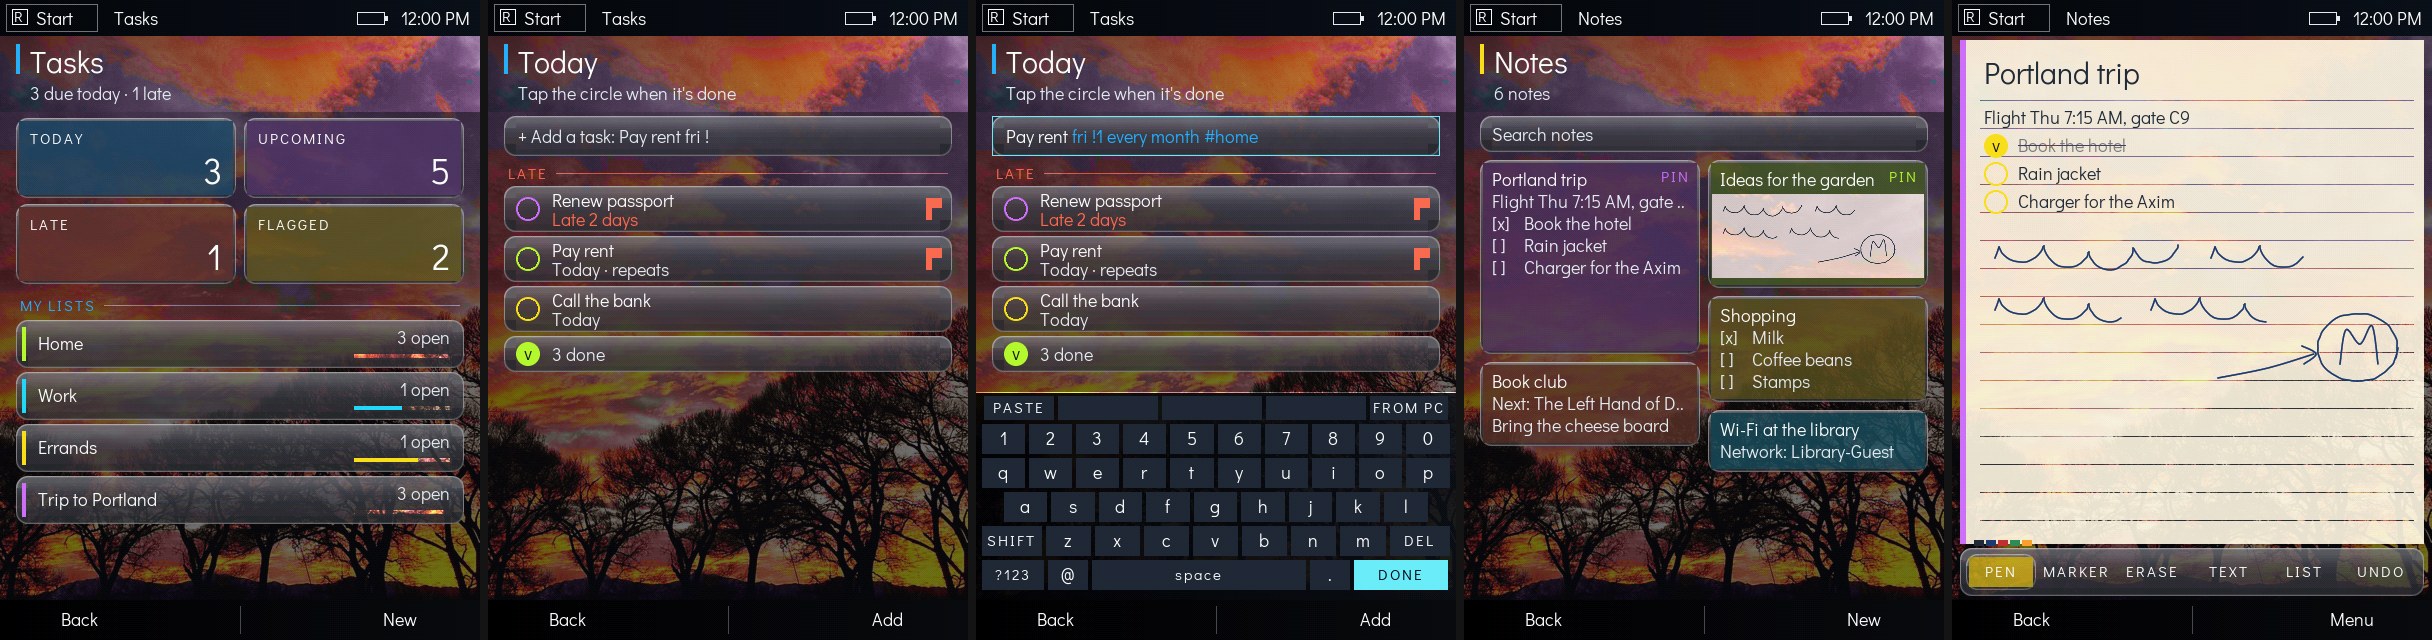 R Start Tasks 12:00 PM
Tasks
3 due today · 1 late
TODAY
3
UPCOMING
5
LATE
1
FLAGGED
2
MY LISTS
Home 3 open
Work 1 open
Errands 1 open
Trip to Portland 3 open
Back New
R Start Tasks 12:00 PM
Today
Tap the circle when it's done
+ Add a task: Pay rent fri !
LATE
Renew passport
Late 2 days
Pay rent
Today · repeats
Call the bank
Today
v 3 done
Back Add
R Start Tasks 12:00 PM
Today
Tap the circle when it's done
Pay rent fri !1 every month #home
LATE
Renew passport
Late 2 days
Pay rent
Today · repeats
Call the bank
Today
v 3 done
PASTE FROM PC
1 2 3 4 5 6 7 8 9 0
q w e r t y u i o p
a s d f g h j k l
SHIFT z x c v b n m DEL
?123 @ space . DONE
Back Add
R Start Notes 12:00 PM
Notes
6 notes
Search notes
Portland trip PIN
Flight Thu 7:15 AM, gate ..
[x] Book the hotel
[ ] Rain jacket
[ ] Charger for the Axim
Ideas for the garden PIN
M
Shopping
[x] Milk
[ ] Coffee beans
[ ] Stamps
Book club
Next: The Left Hand of D..
Bring the cheese board
Wi-Fi at the library
Network: Library-Guest
Back New
R Start Notes 12:00 PM
Portland trip
Flight Thu 7:15 AM, gate C9
v Book the hotel
Rain jacket
Charger for the Axim
M
PEN MARKER ERASE TEXT LIST UNDO
Back Menu